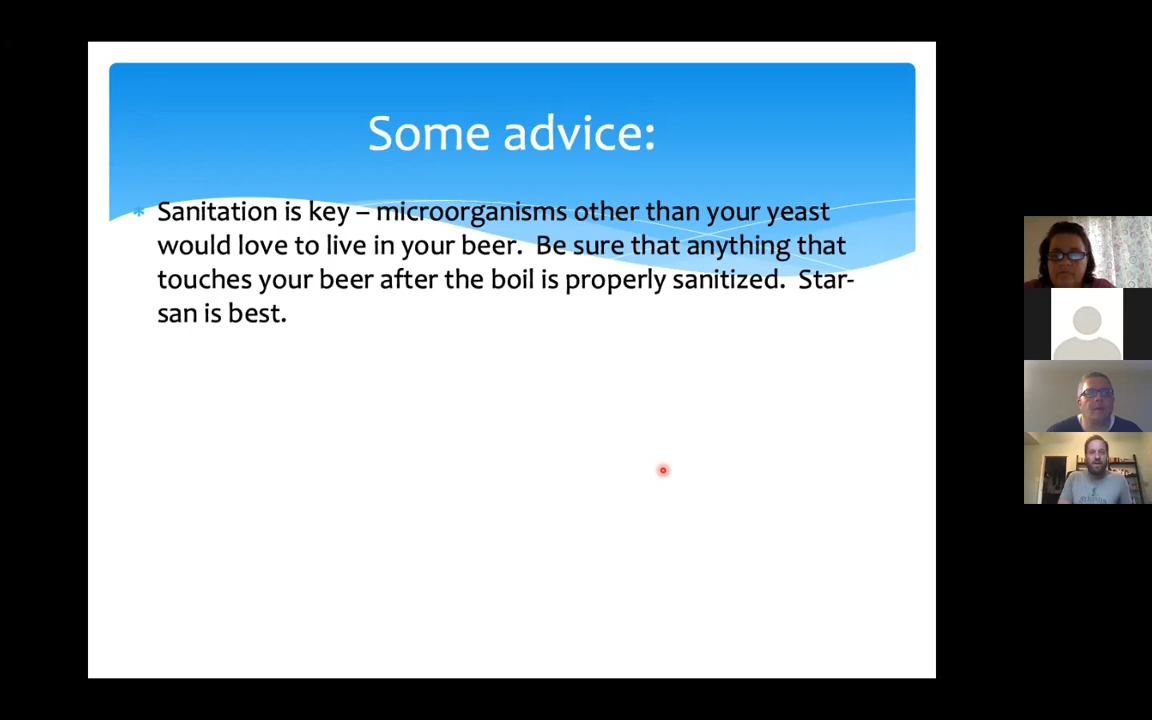 Some advice:
* Sanitation is key – microorganisms other than your yeast
would love to live in your beer.  Be sure that anything that
touches your beer after the boil is properly sanitized.  Star-
san is best.